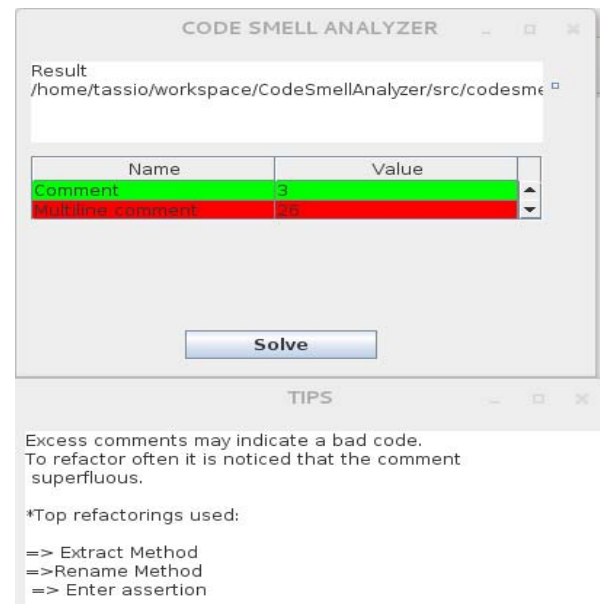 CODE SMELL ANALYZER
Result
/home/tassio/workspace/CodeSmellAnalyzer/src/codesme
Name Value
Comment 3
Multiline comment 26
Solve
TIPS
Excess comments may indicate a bad code.
To refactor often it is noticed that the comment
superfluous.
*Top refactorings used:
=> Extract Method
=>Rename Method
=> Enter assertion